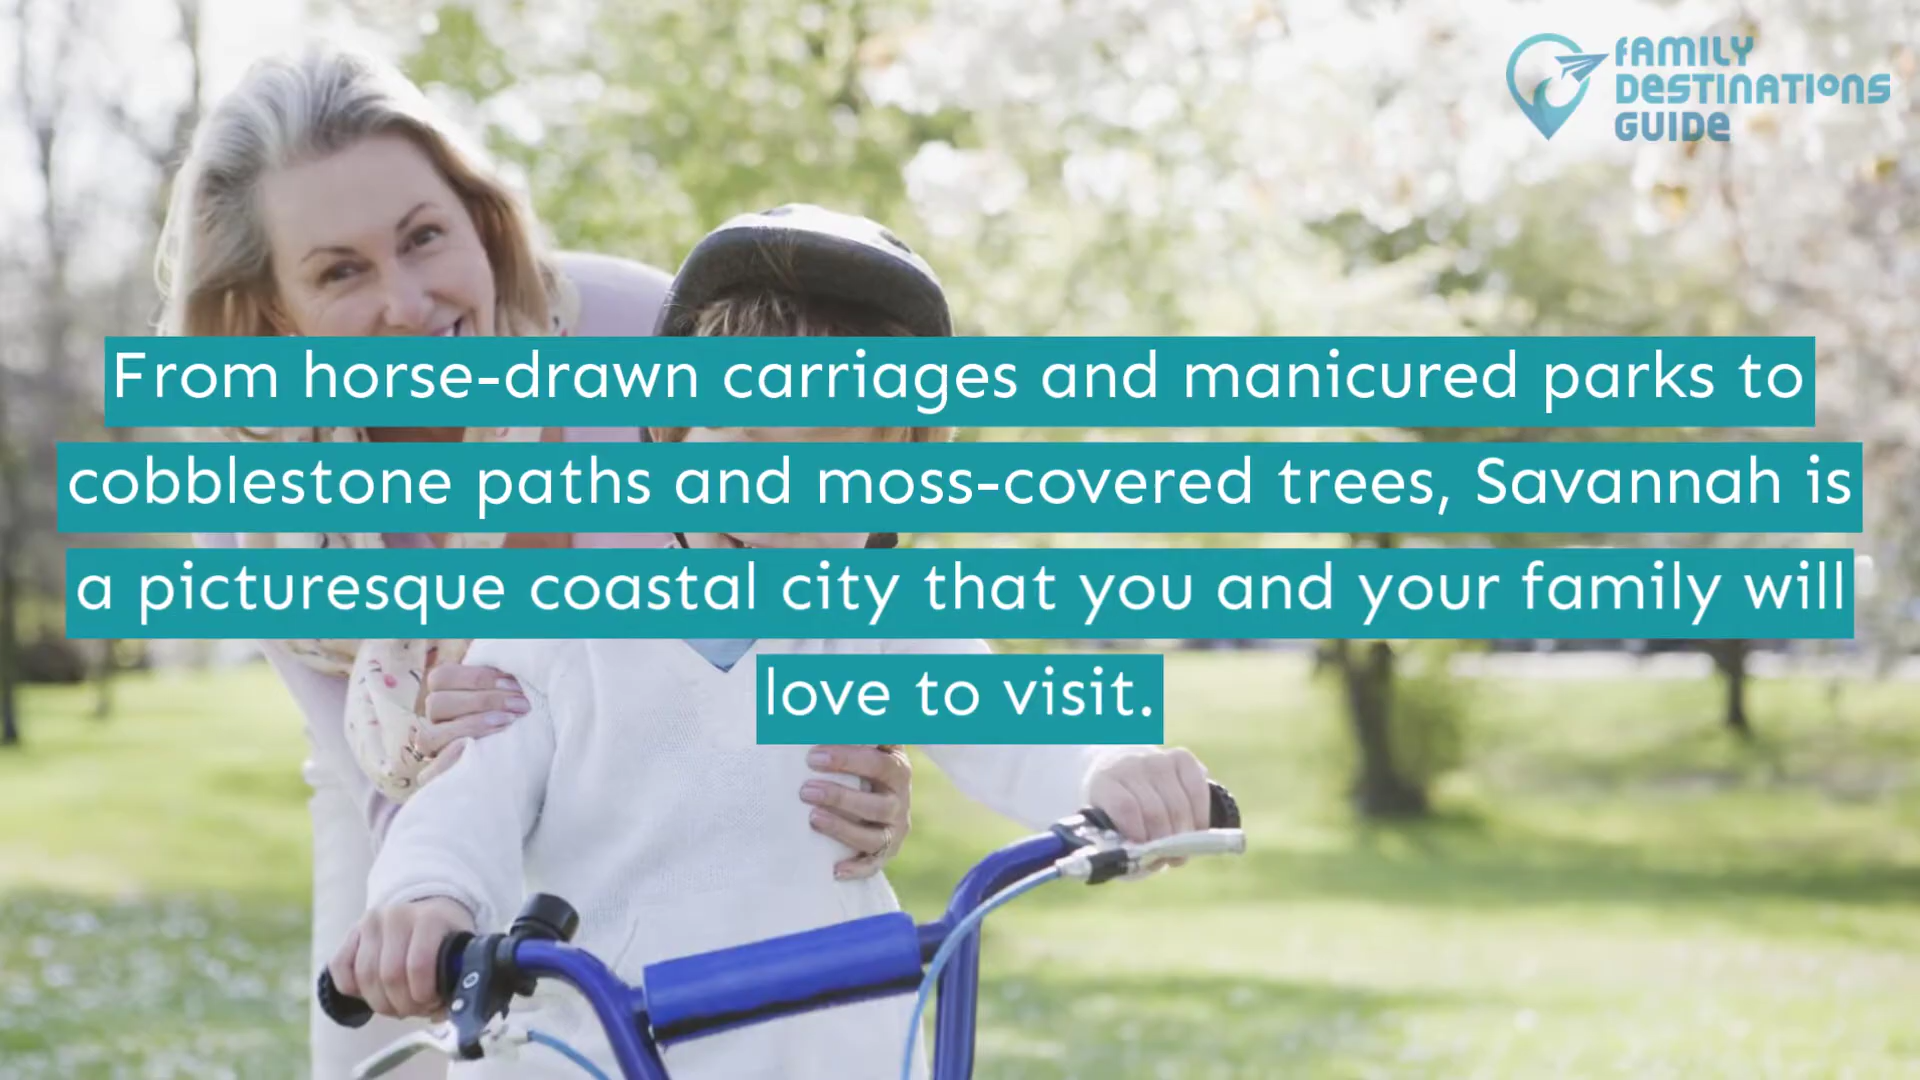 FAMILY
DESTINATIONS
GUIDE
From horse-drawn carriages and manicured parks to
cobblestone paths and moss-covered trees, Savannah is
a picturesque coastal city that you and your family will
love to visit.